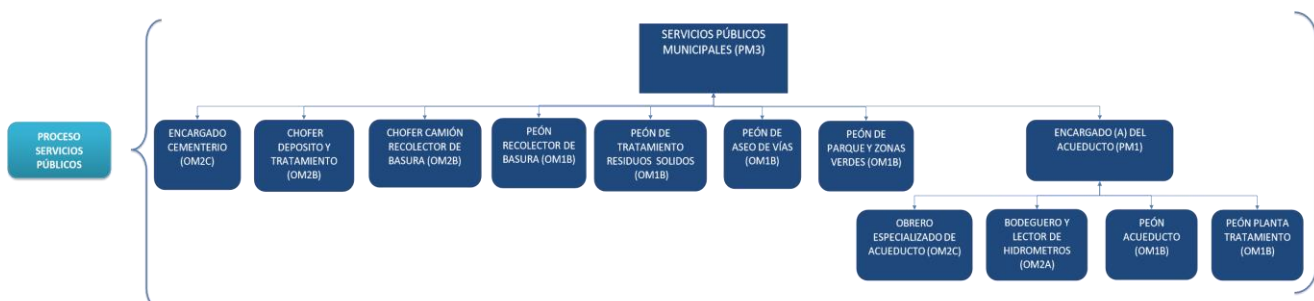 SERVICIOS PÚBLICOS
MUNICIPALES (PM3)
PROCESO
SERVICIOS
PÚBLICOS
ENCARGADO
CEMENTERIO
(OM2C)
CHOFER
DEPOSITO Y
TRATAMIENTO
(OM2B)
CHOFER CAMIÓN
RECOLECTOR DE
BASURA (OM2B)
PEÓN
RECOLECTOR DE
BASURA (OM1B)
PEÓN DE
TRATAMIENTO
RESIDUOS SOLIDOS
(OM1B)
PEÓN DE
ASEO DE VÍAS
(OM1B)
PEÓN DE
PARQUE Y ZONAS
VERDES (OM1B)
ENCARGADO (A) DEL
ACUEDUCTO (PM1)
OBRERO
ESPECIALIZADO DE
ACUEDUCTO (OM2C)
BODEGUERO Y
LECTOR DE
HIDROMETROS
(OM2A)
PEÓN
ACUEDUCTO
(OM1B)
PEÓN PLANTA
TRATAMIENTO
(OM1B)